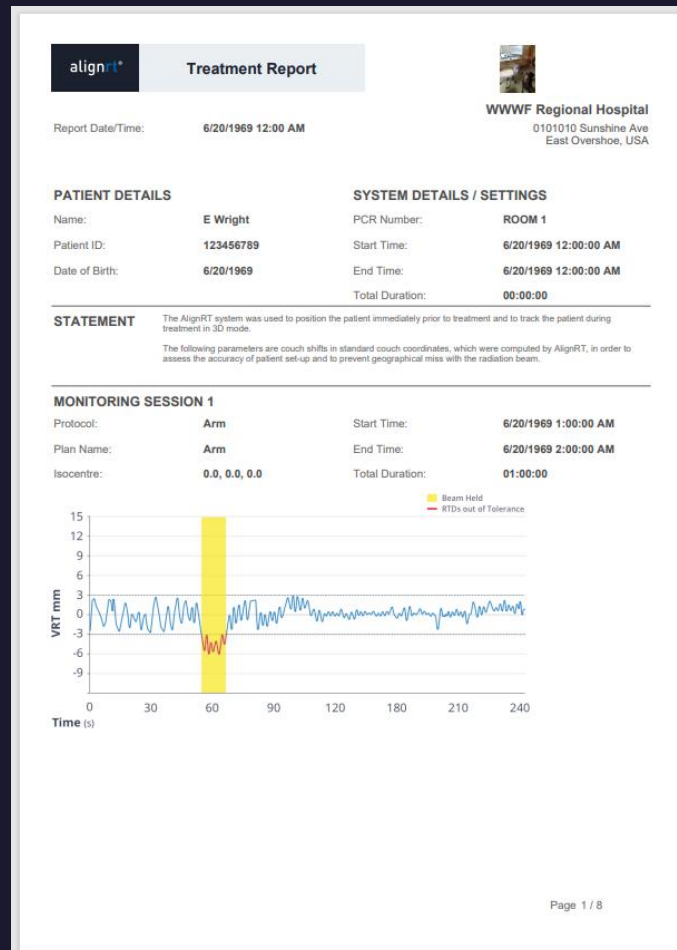 alignrt®
Treatment Report
WWWF Regional Hospital
Report Date/Time: 6/20/1969 12:00 AM
0101010 Sunshine Ave
East Overshoe, USA
PATIENT DETAILS
Name: E Wright
Patient ID: 123456789
Date of Birth: 6/20/1969
SYSTEM DETAILS / SETTINGS
PCR Number: ROOM 1
Start Time: 6/20/1969 12:00:00 AM
End Time: 6/20/1969 12:00:00 AM
Total Duration: 00:00:00
STATEMENT
The AlignRT system was used to position the patient immediately prior to treatment and to track the patient during
treatment in 3D mode.
The following parameters are couch shifts in standard couch coordinates, which were computed by AlignRT, in order to
assess the accuracy of patient set-up and to prevent geographical miss with the radiation beam.
MONITORING SESSION 1
Protocol: Arm
Plan Name: Arm
Isocentre: 0.0, 0.0, 0.0
Start Time: 6/20/1969 1:00:00 AM
End Time: 6/20/1969 2:00:00 AM
Total Duration: 01:00:00
Beam Held
RTDs out of Tolerance
VRT mm
15
12
9
6
3
0
-3
-6
-9
0 30 60 90 120 180 210 240
Time (s)
Page 1 / 8